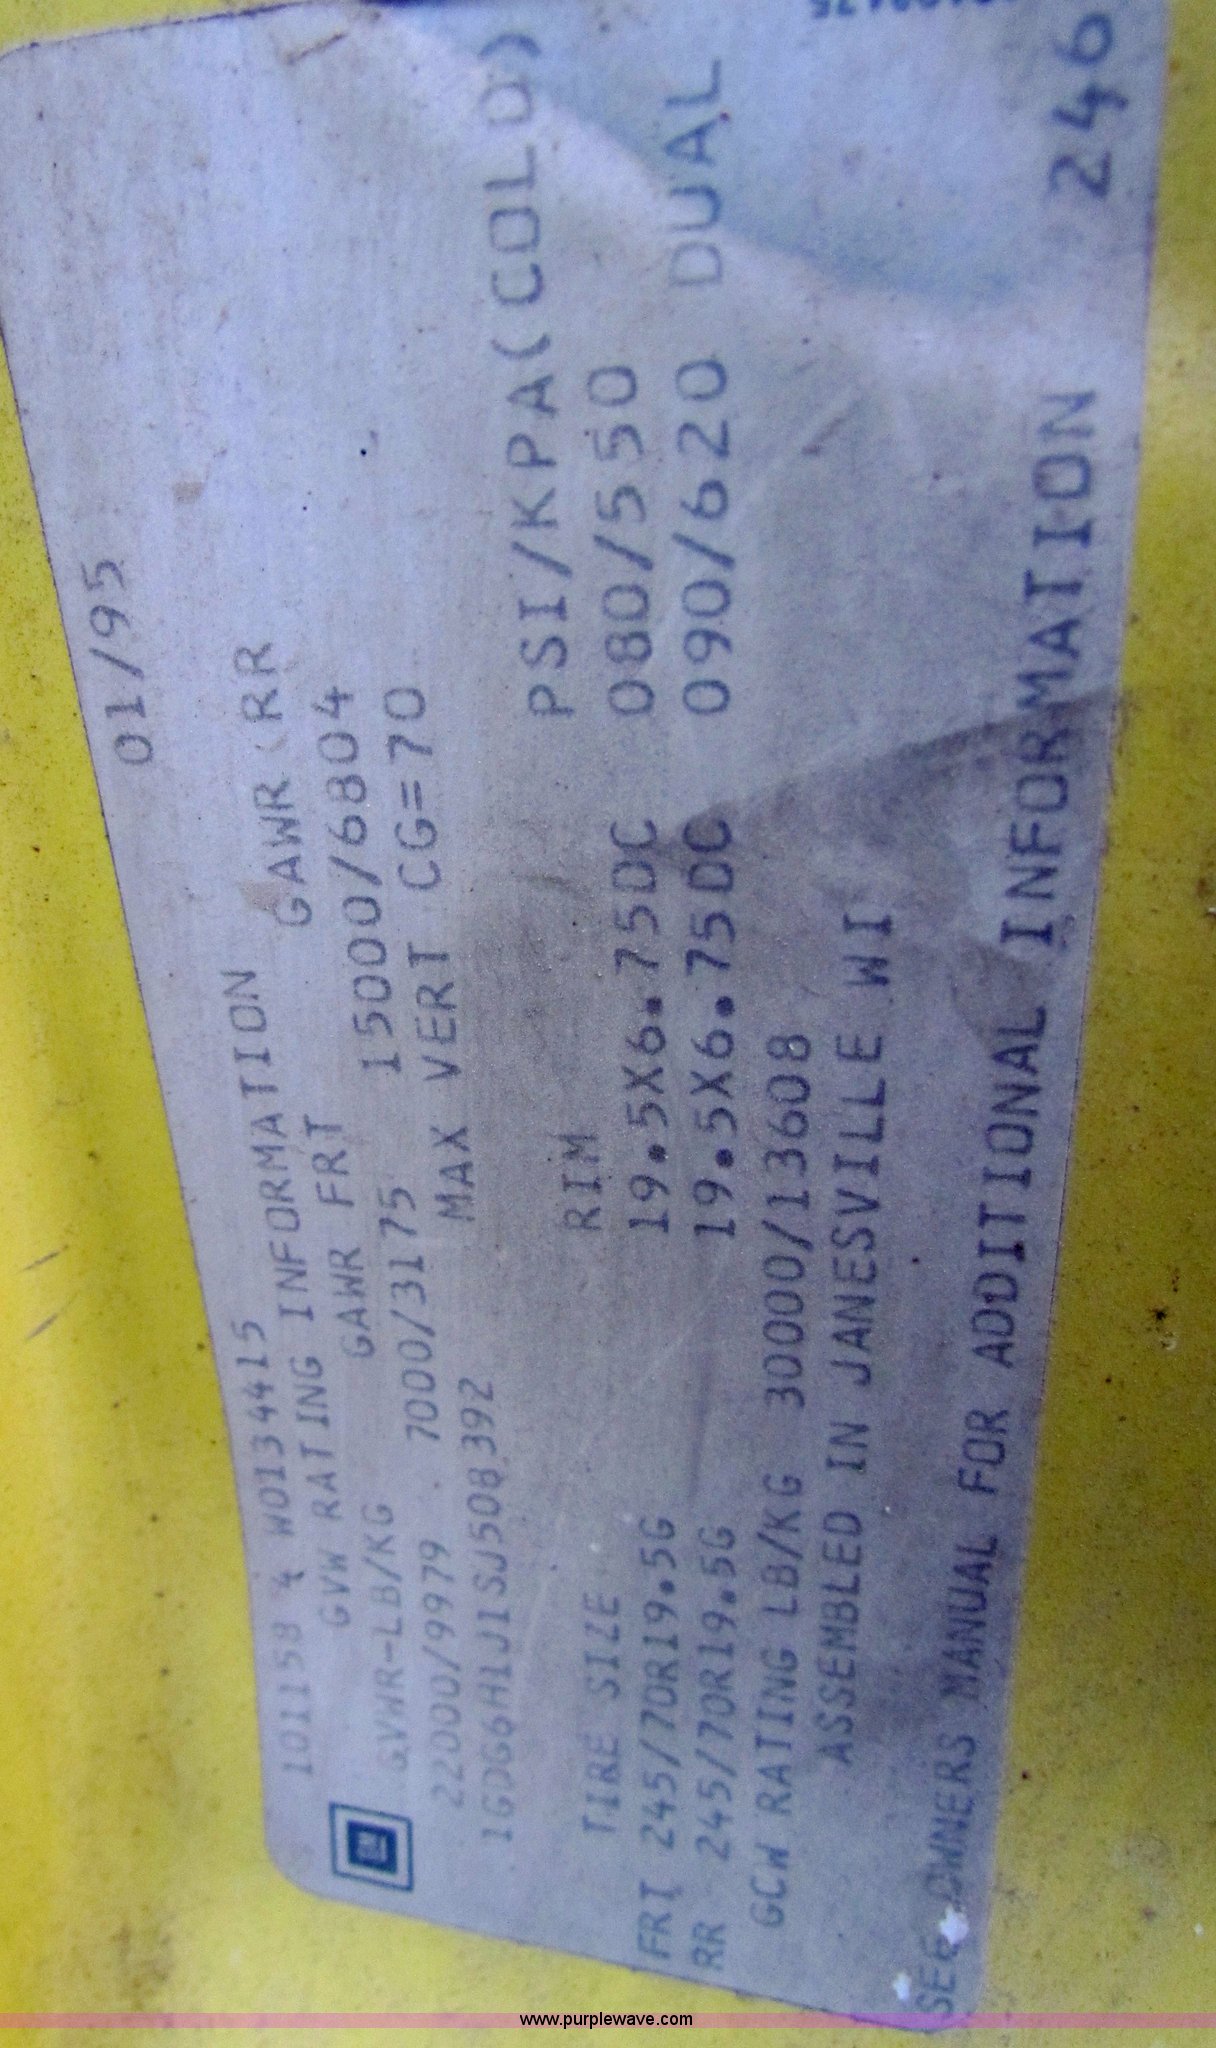 01/95
101158 4 W0134415
GVW RATING INFORMATION
GVWR-LB/KG GAWR FRT GAWR RR
22000/9979 7000/3175 15000/6804
1GDG6H1J1SJ508392 MAX VERT CG=70
TIRE SIZE RIM PSI/KPA(COLD)
FRT 245/70R19.5G 19.5X6.75DC 080/550
RR 245/70R19.5G 19.5X6.75DC 090/620 DUAL
GCW RATING LB/KG 30000/13608
ASSEMBLED IN JANESVILLE WI
SEE OWNERS MANUAL FOR ADDITIONAL INFORMATION 246
GM
www.purplewave.com